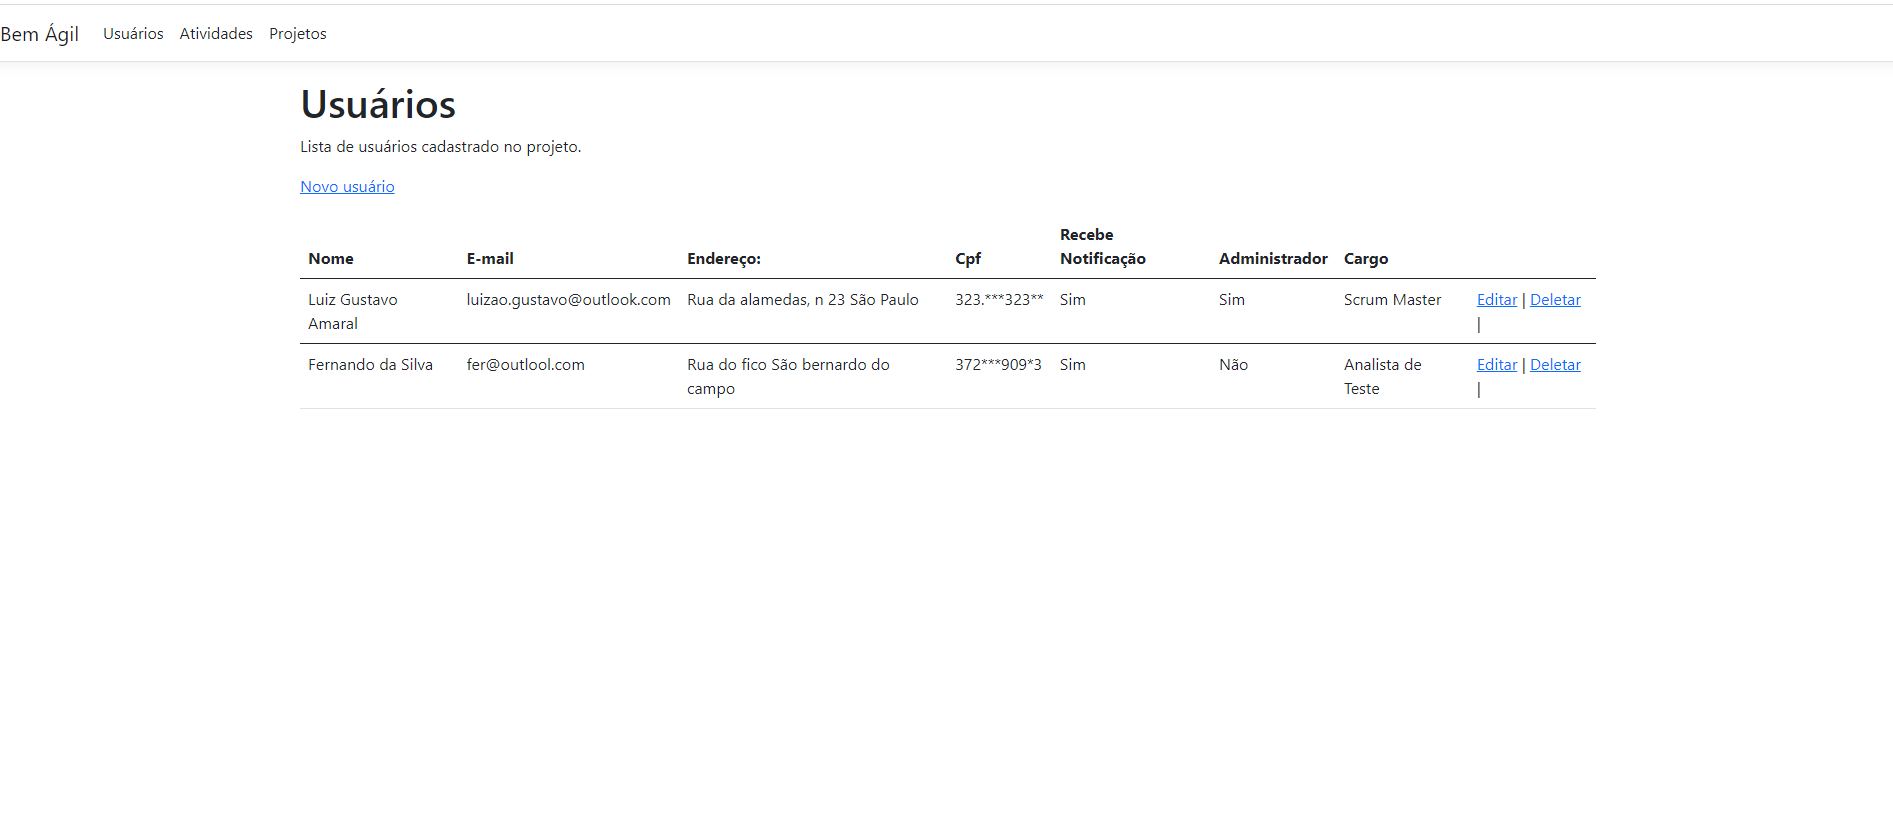 Bem Ágil Usuários Atividades Projetos
Usuários
Lista de usuários cadastrado no projeto.
Novo usuário
Nome E-mail Endereço: Cpf Recebe Notificação Administrador Cargo
Luiz Gustavo Amaral luizao.gustavo@outlook.com Rua da alamedas, n 23 São Paulo 323.***323** Sim Sim Scrum Master Editar | Deletar |
Fernando da Silva fer@outlool.com Rua do fico São bernardo do campo 372***909*3 Sim Não Analista de Teste Editar | Deletar |